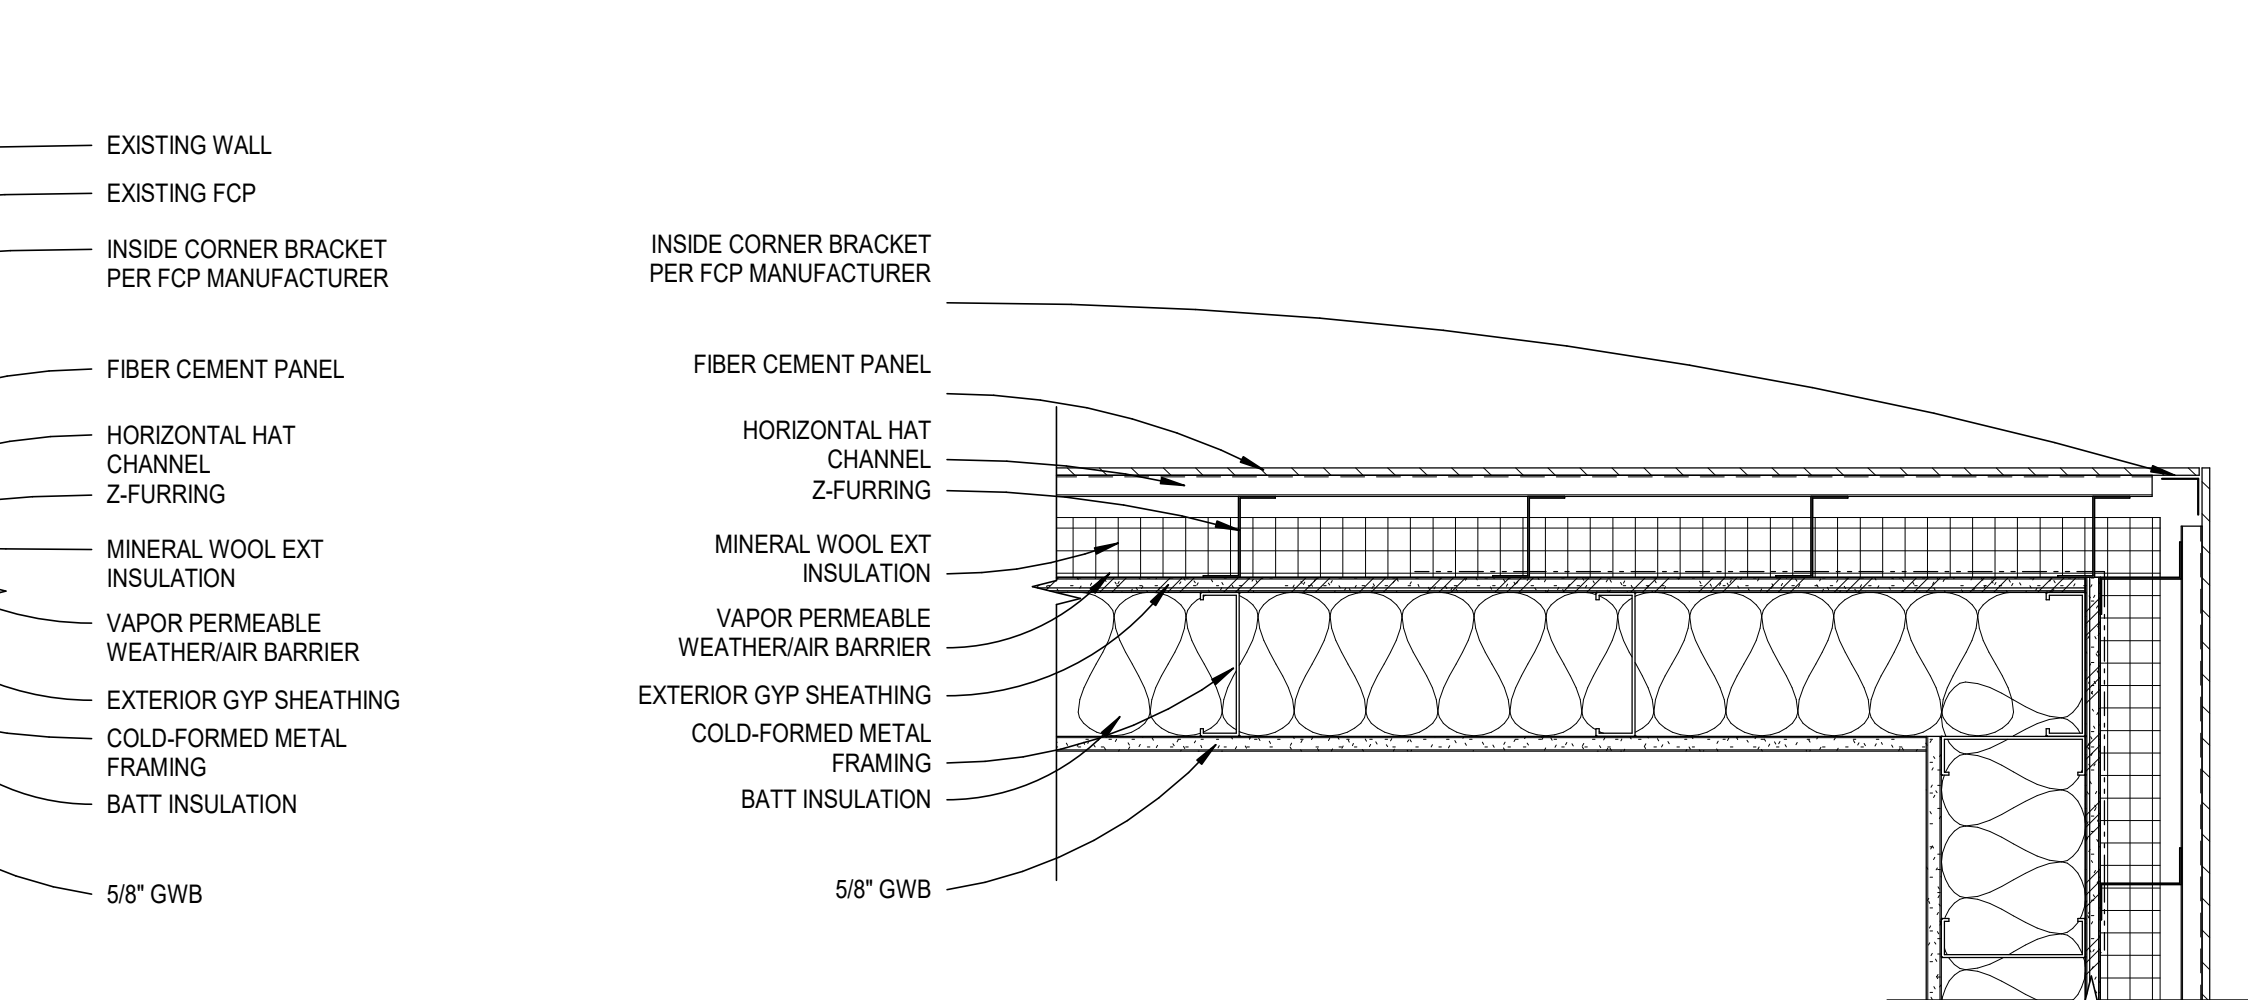 EXISTING WALL
EXISTING FCP
INSIDE CORNER BRACKET
PER FCP MANUFACTURER
FIBER CEMENT PANEL
HORIZONTAL HAT
CHANNEL
Z-FURRING
MINERAL WOOL EXT
INSULATION
VAPOR PERMEABLE
WEATHER/AIR BARRIER
EXTERIOR GYP SHEATHING
COLD-FORMED METAL
FRAMING
BATT INSULATION
5/8" GWB
INSIDE CORNER BRACKET
PER FCP MANUFACTURER
FIBER CEMENT PANEL
HORIZONTAL HAT
CHANNEL
Z-FURRING
MINERAL WOOL EXT
INSULATION
VAPOR PERMEABLE
WEATHER/AIR BARRIER
EXTERIOR GYP SHEATHING
COLD-FORMED METAL
FRAMING
BATT INSULATION
5/8" GWB